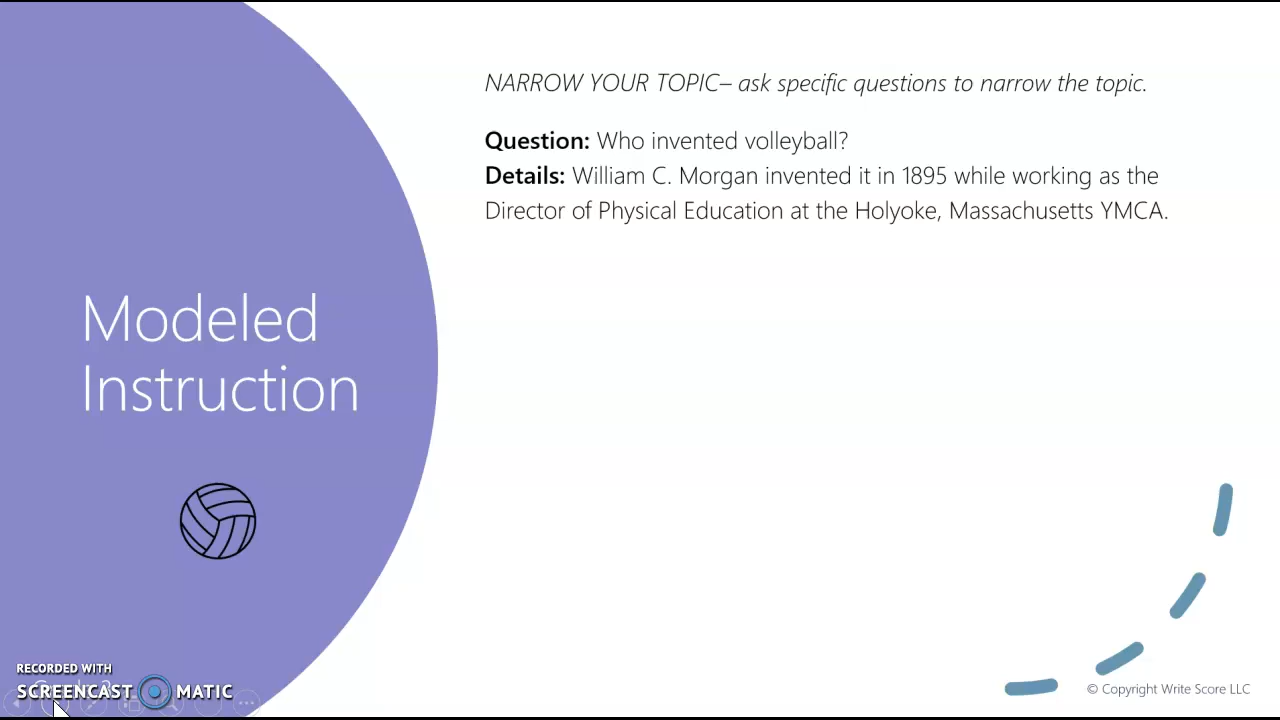 NARROW YOUR TOPIC– ask specific questions to narrow the topic.
Question: Who invented volleyball?
Details: William C. Morgan invented it in 1895 while working as the
Director of Physical Education at the Holyoke, Massachusetts YMCA.
Modeled
Instruction
RECORDED WITH
SCREENCAST MATIC
© Copyright Write Score LLC